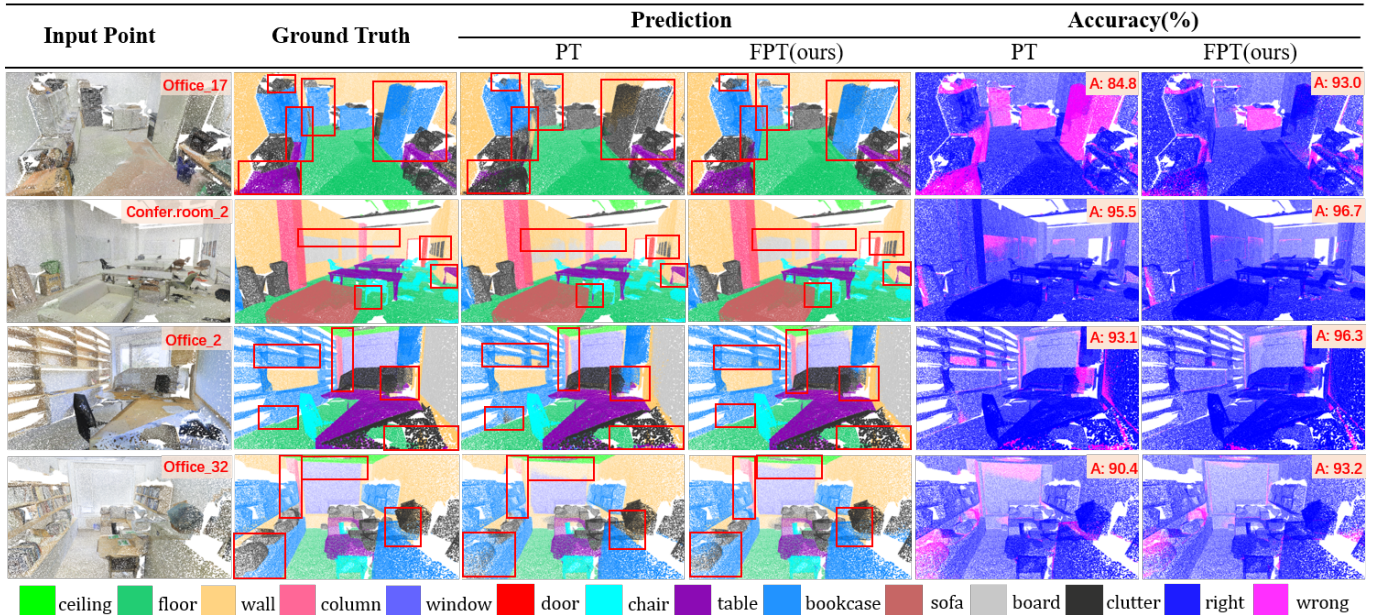 Input Point Ground Truth Prediction Accuracy(%)
PT FPT(ours) PT FPT(ours)
Office_17 A: 84.8 A: 93.0
Confer.room_2 A: 95.5 A: 96.7
Office_2 A: 93.1 A: 96.3
Office_32 A: 90.4 A: 93.2
ceiling floor wall column window door chair table bookcase sofa board clutter right wrong